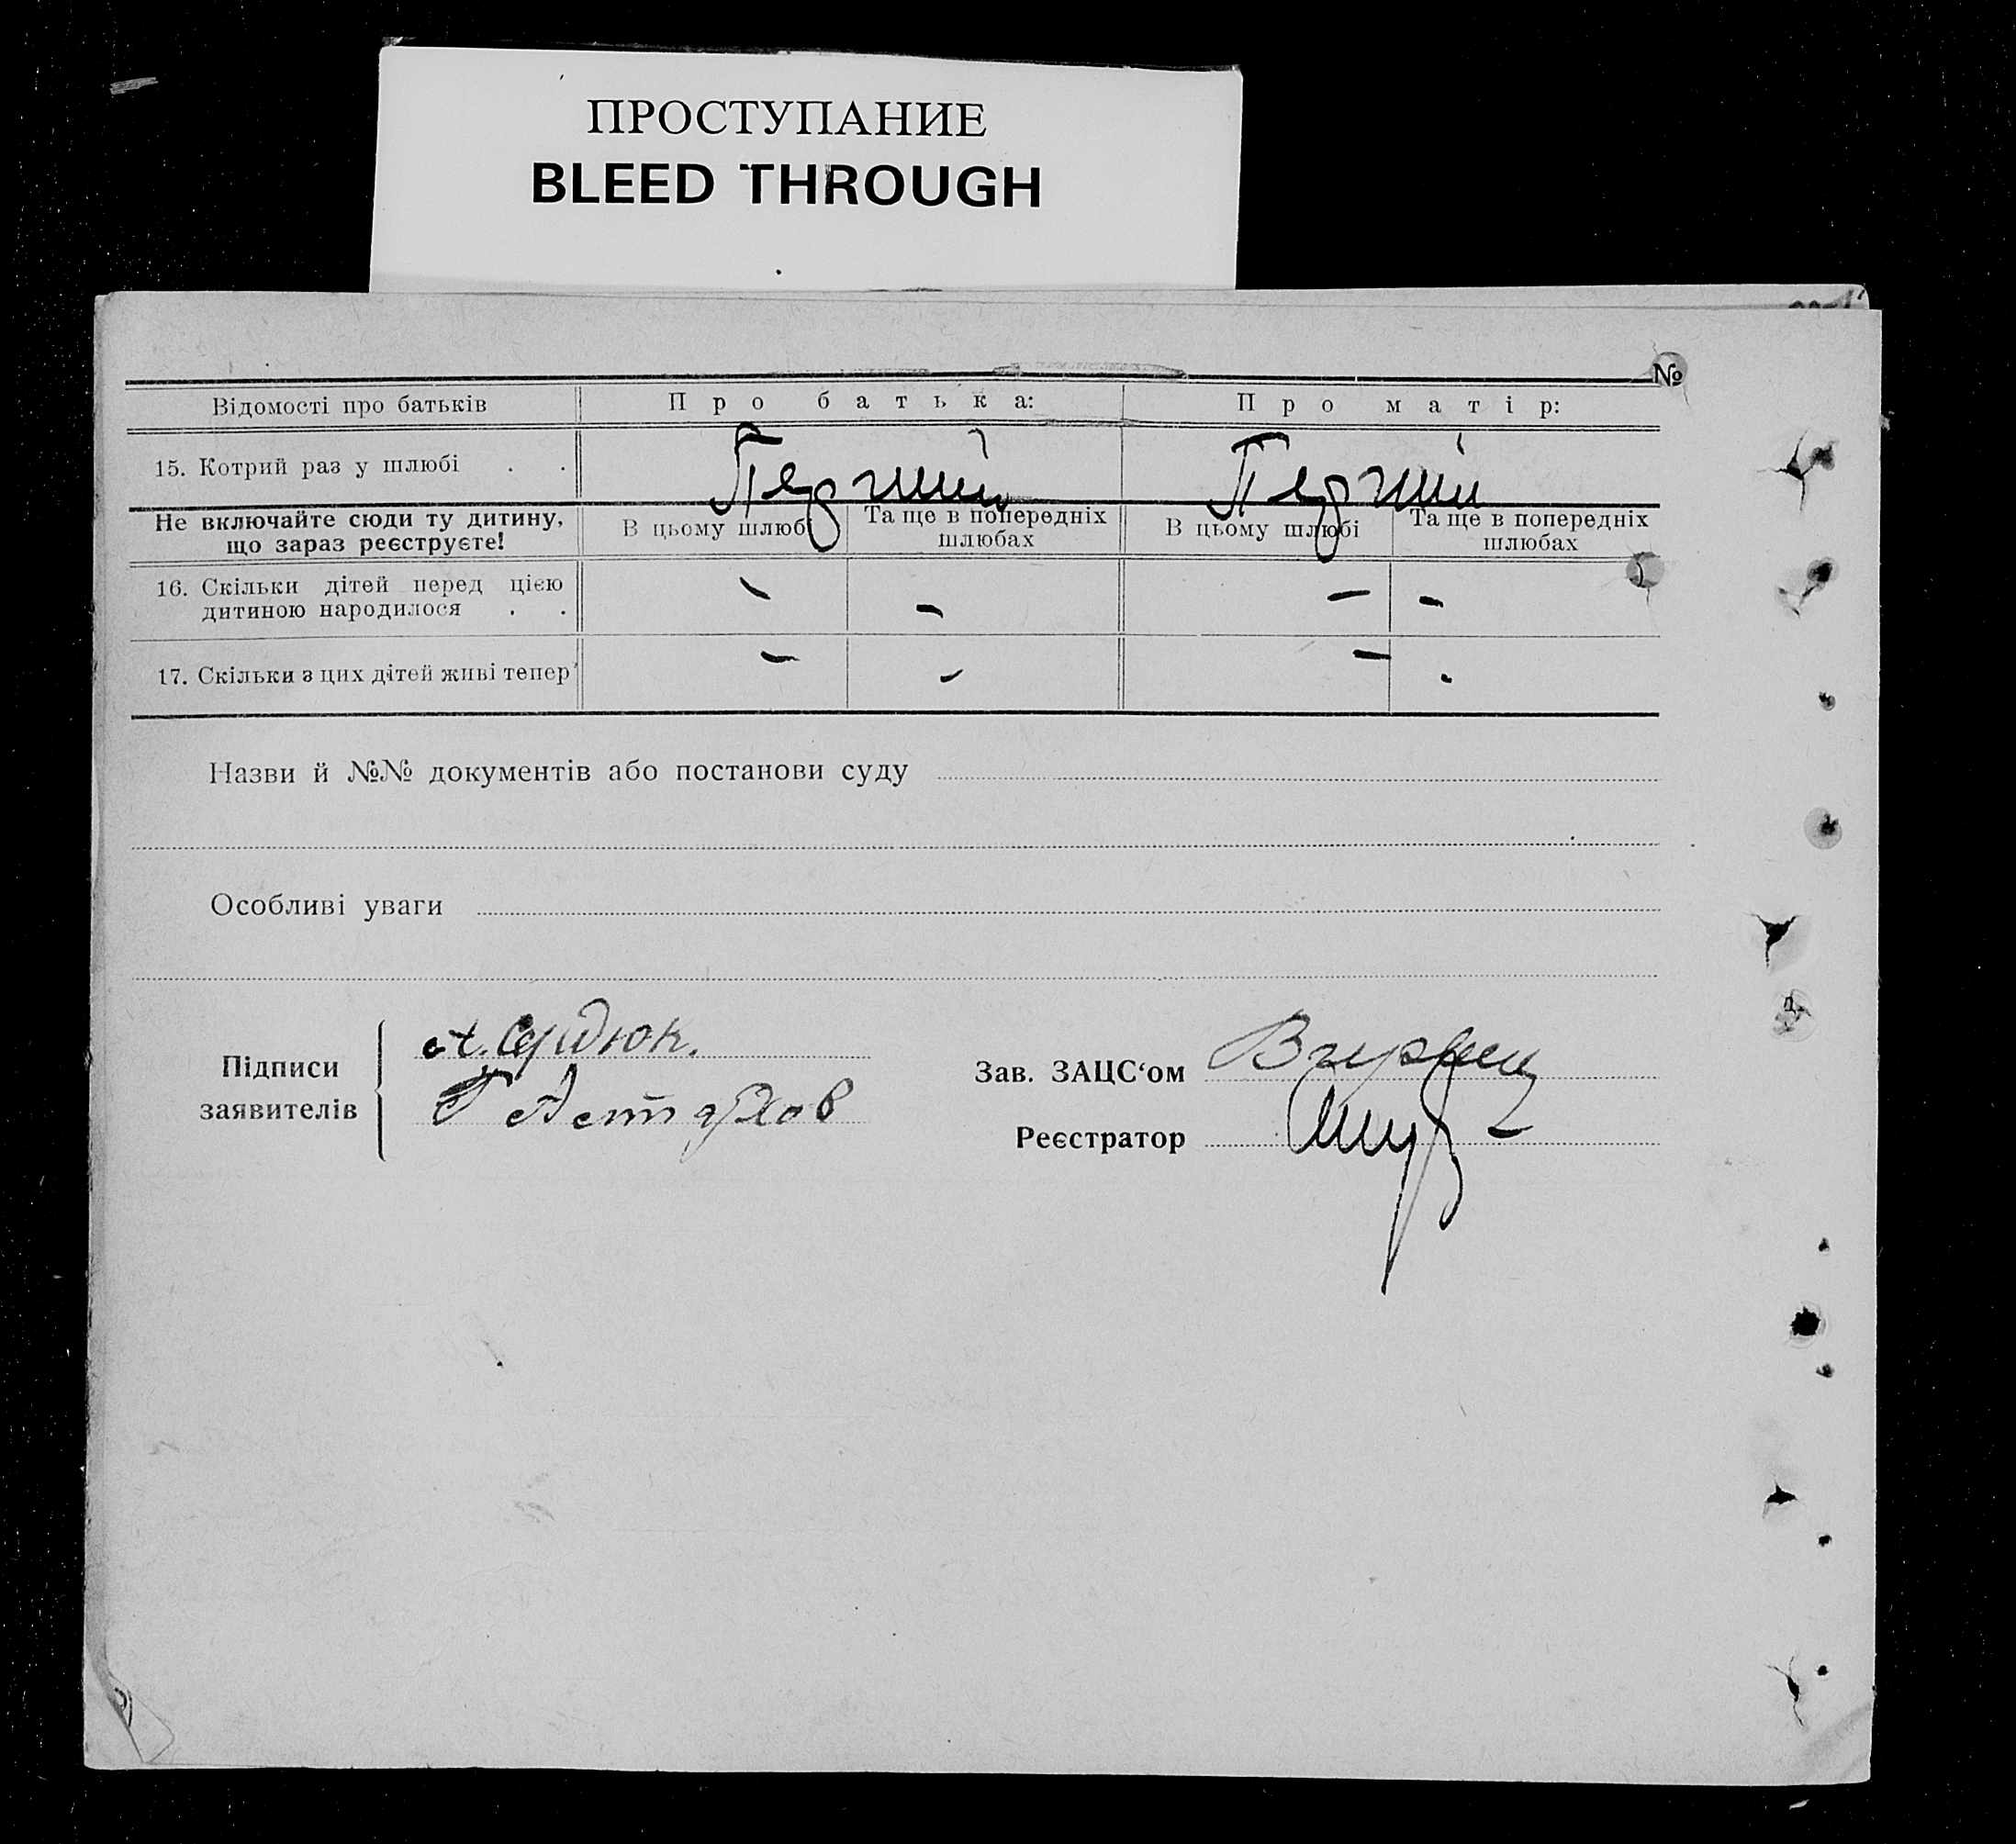 ПРОСТУПАНИЕ
BLEED THROUGH
№
Відомості про батьків Про батька: Про матір:
15. Котрий раз у шлюбі . . Перший Перший
Не включайте сюди ту дитину, що зараз реєструєте! В цьому шлюбі Та ще в попередніх шлюбах В цьому шлюбі Та ще в попередніх шлюбах
16. Скільки дітей перед цією дитиною народилося . . – – – –
17. Скільки з цих дітей живі тепер – – – -
Назви й №№ документів або постанови суду
Особливі уваги
Підписи заявителів
А. Сердюк.
Г Астахов
Зав. ЗАЦС‘ом
Реєстратор